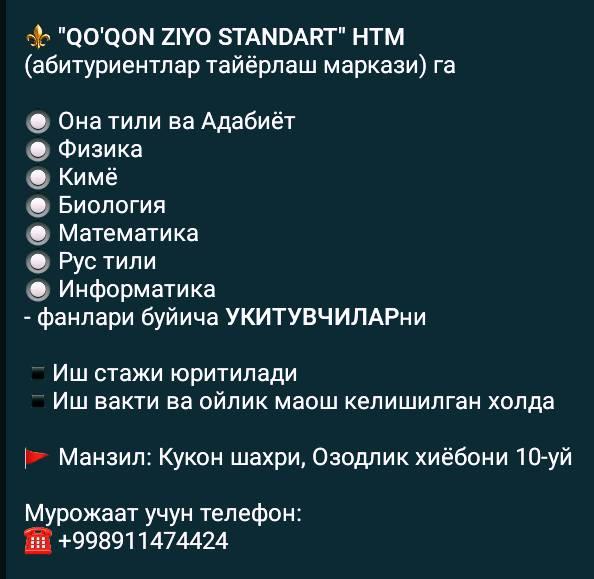 ⚜ "QO'QON ZIYO STANDART" НТМ
(абитуриентлар тайёрлаш маркази) га
⚪ Она тили ва Адабиёт
⚪ Физика
⚪ Кимё
⚪ Биология
⚪ Математика
⚪ Рус тили
⚪ Информатика
- фанлари буйича УКИТУВЧИЛАРни
▪Иш стажи юритилади
▪Иш вакти ва ойлик маош келишилган холда
🚩 Манзил: Кукон шахри, Озодлик хиёбони 10-уй
Мурожаат учун телефон:
☎ +998911474424